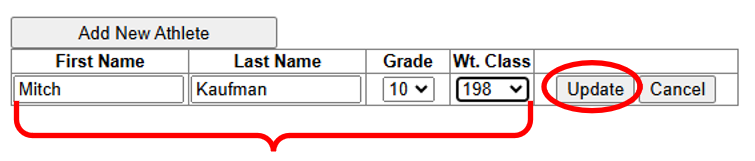 Add New Athlete
First Name Last Name Grade Wt. Class
Mitch Kaufman 10 198 Update Cancel